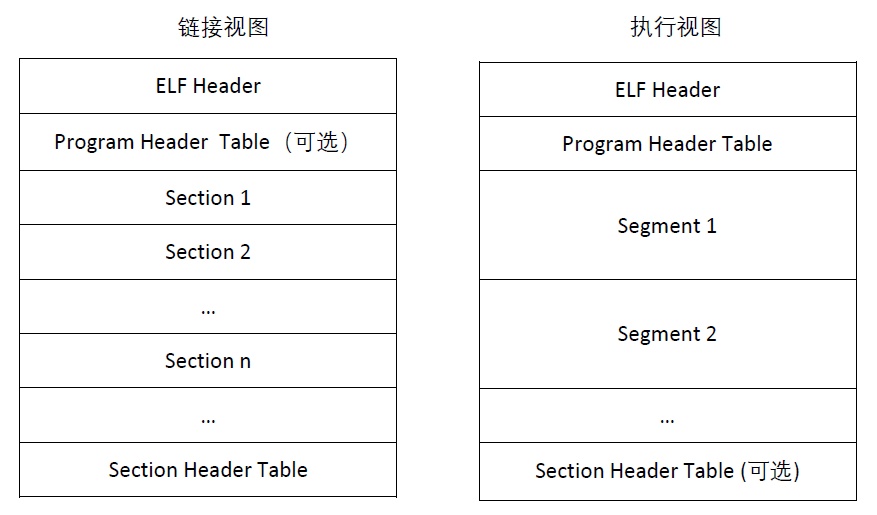 链接视图
ELF Header
Program Header Table（可选）
Section 1
Section 2
...
Section n
...
Section Header Table
执行视图
ELF Header
Program Header Table
Segment 1
Segment 2
...
Section Header Table (可选)